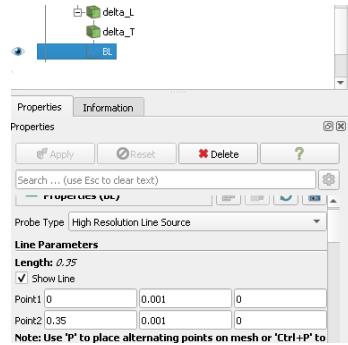 delta_L
delta_T
BL
Properties Information
Properties
Apply Reset Delete ?
Search ... (use Esc to clear text)
Properties (BL)
Probe Type High Resolution Line Source
Line Parameters
Length: 0.35
Show Line
Point1 0 0.001 0
Point2 0.35 0.001 0
Note: Use 'P' to place alternating points on mesh or 'Ctrl+P' to